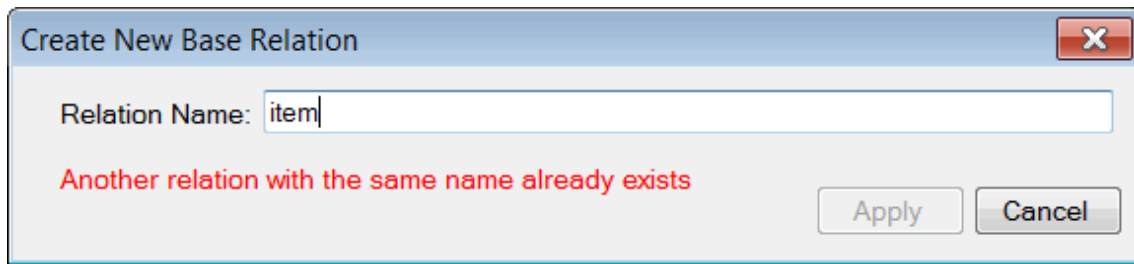 Create New Base Relation
Relation Name: item
Another relation with the same name already exists
Apply Cancel